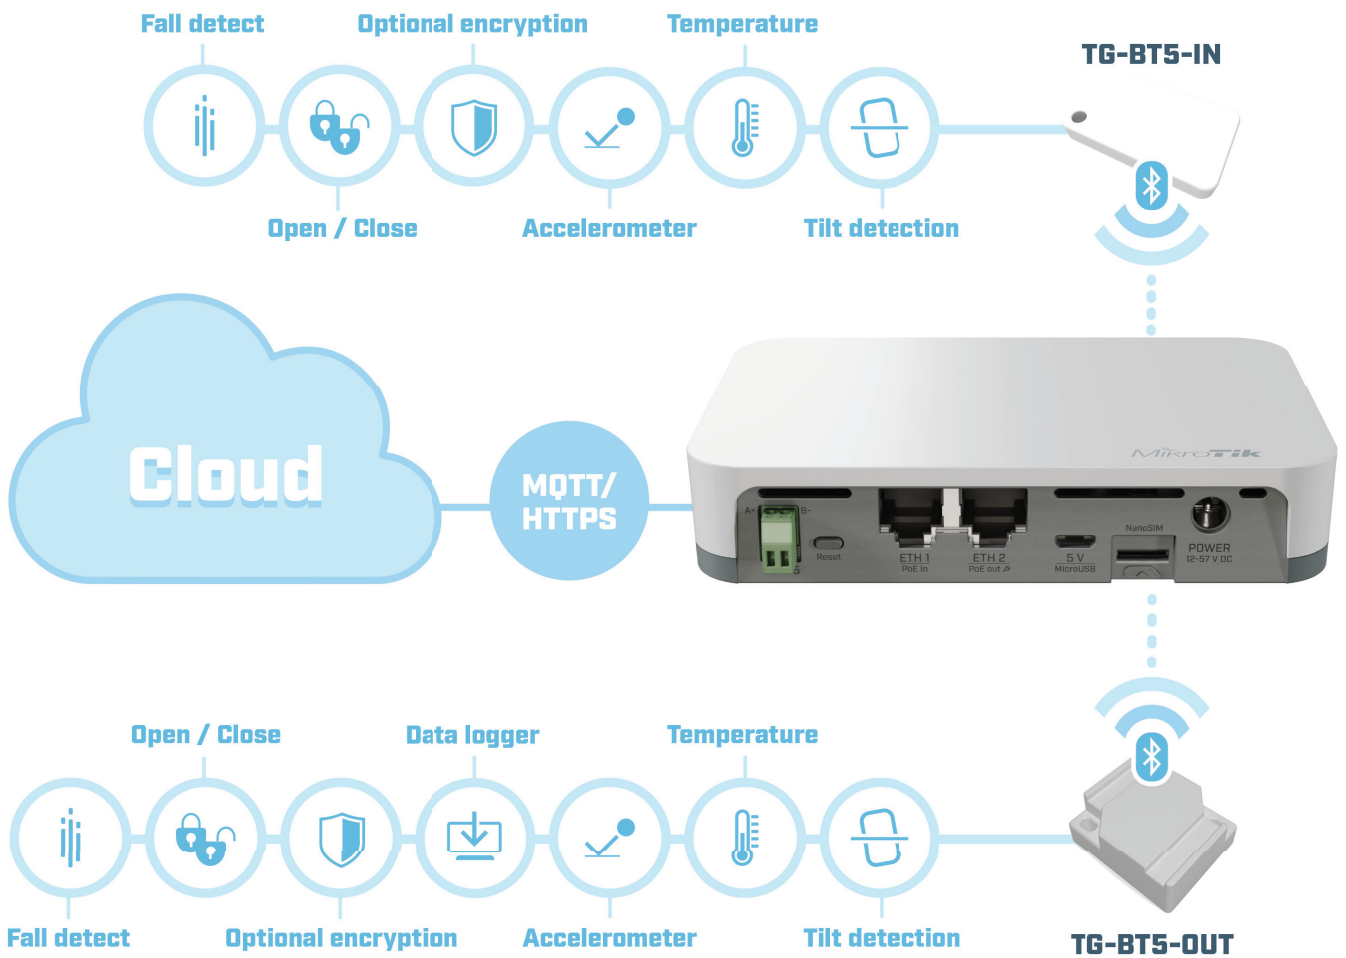 Fall detect
Optional encryption
Temperature
TG-BT5-IN
Open / Close
Accelerometer
Tilt detection
Cloud
MQTT/
HTTPS
MikroTik
A+
B-
G
Reset
ETH 1
PoE in
ETH 2
PoE out
5 V
MicroUSB
NanoSIM
POWER
12-57 V DC
Open / Close
Data logger
Temperature
Fall detect
Optional encryption
Accelerometer
Tilt detection
TG-BT5-OUT